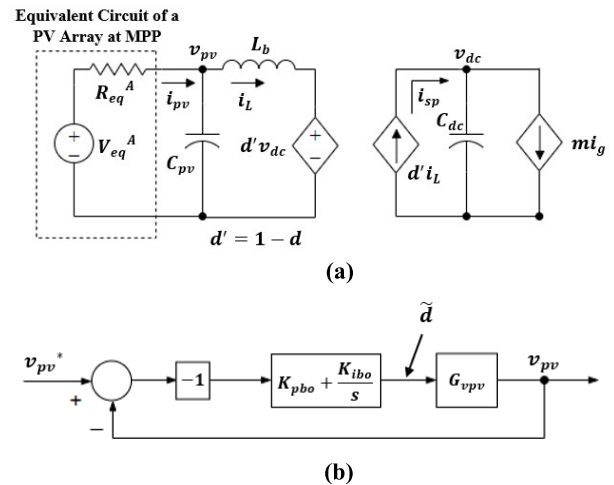 Equivalent Circuit of a
PV Array at MPP
v_pv
L_b
v_dc
R_eq^A
i_pv
i_L
i_sp
+
−
V_eq^A
C_pv
d'v_dc
+
−
C_dc
d'i_L
mi_g
d' = 1 − d
(a)
d̃
v_pv*
−1
K_pbo + K_ibo/s
G_vpv
v_pv
+
−
(b)